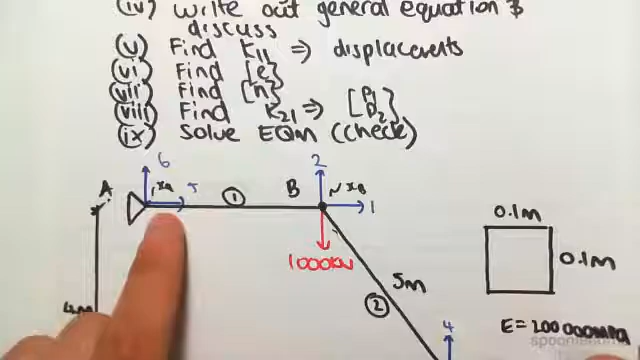 (iv) Write out general equation &
discuss
(v) Find K11 => displacements
(vi) Find [e]
(vii) Find [n]
(viii) Find K21 => [P1 P2]
(ix) Solve EQM (check)
6
2
A
5
①
B
1
1000KN
0.1m
0.1m
4m
5m
②
4
E=200 000MPa